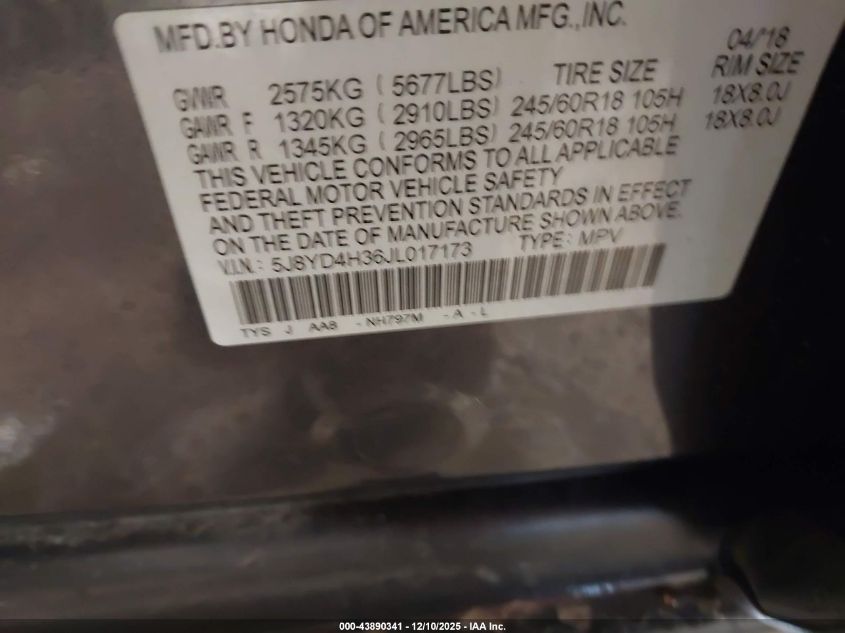 MFD.BY HONDA OF AMERICA MFG.,INC. 04/'18
GVWR 2575KG ( 5677LBS) TIRE SIZE RIM SIZE
GAWR F 1320KG ( 2910LBS) 245/60R18 105H 18X8.0J
GAWR R 1345KG ( 2965LBS) 245/60R18 105H 18X8.0J
THIS VEHICLE CONFORMS TO ALL APPLICABLE
FEDERAL MOTOR VEHICLE SAFETY
AND THEFT PREVENTION STANDARDS IN EFFECT
ON THE DATE OF MANUFACTURE SHOWN ABOVE.
V.I.N.: 5J8YD4H36JL017173 TYPE: MPV
TYS J AA8 - NH797M - A - L
000-43890341 - 12/10/2025 - IAA Inc.